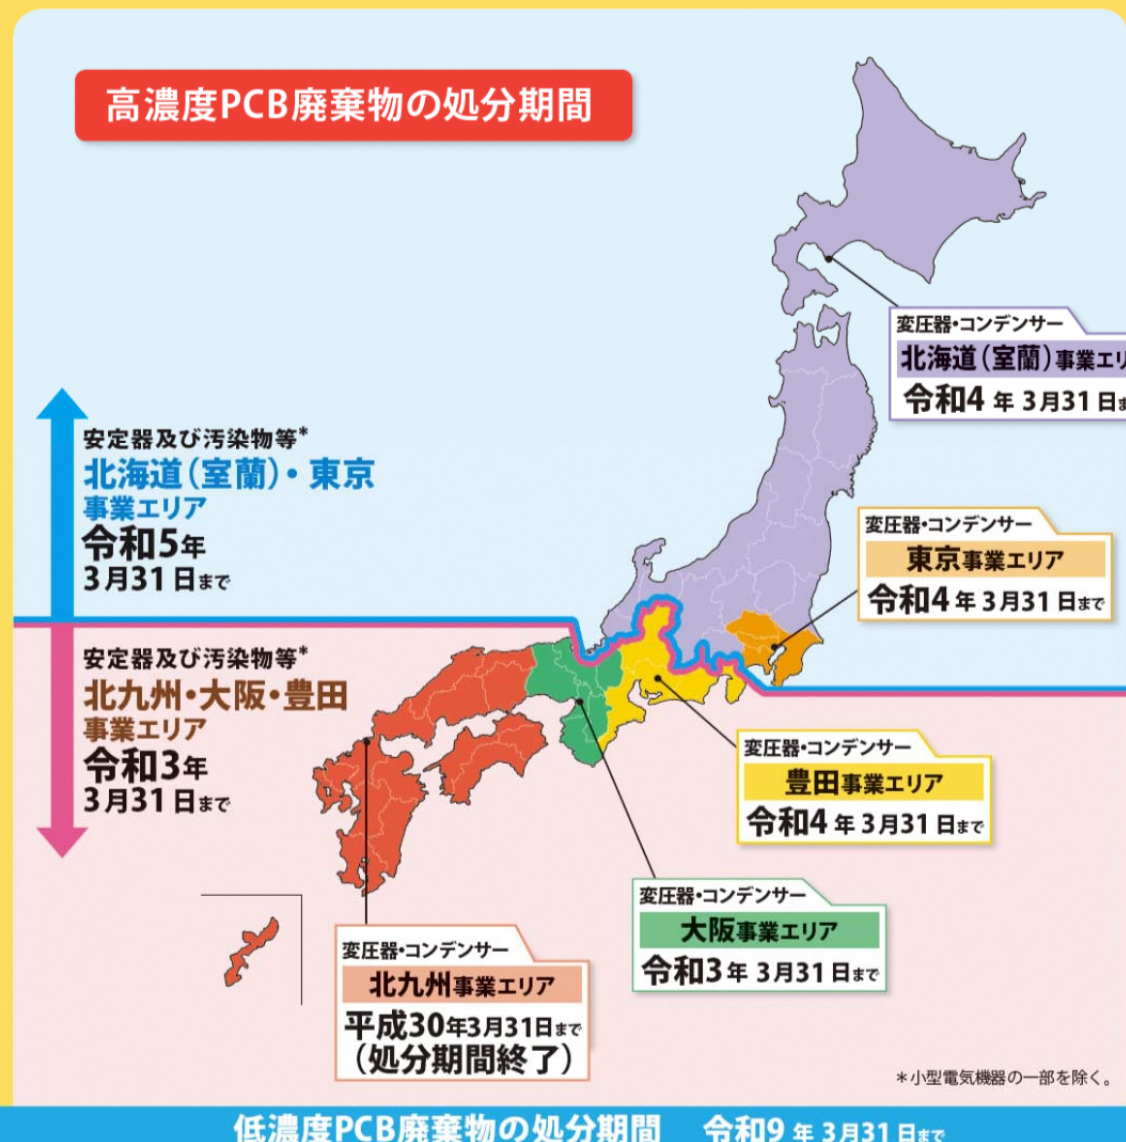 高濃度PCB廃棄物の処分期間
変圧器・コンデンサー
北海道(室蘭)事業エリ
令和4年3月31日ま
安定器及び汚染物等*
北海道(室蘭)・東京
事業エリア
令和5年
3月31日まで
変圧器・コンデンサー
東京事業エリア
令和4年3月31日まで
安定器及び汚染物等*
北九州・大阪・豊田
事業エリア
令和3年
3月31日まで
変圧器・コンデンサー
豊田事業エリア
令和4年3月31日まで
変圧器・コンデンサー
大阪事業エリア
令和3年3月31日まで
変圧器・コンデンサー
北九州事業エリア
平成30年3月31日まで
(処分期間終了)
*小型電気機器の一部を除く。
低濃度PCB廃棄物の処分期間 令和9年3月31日まで